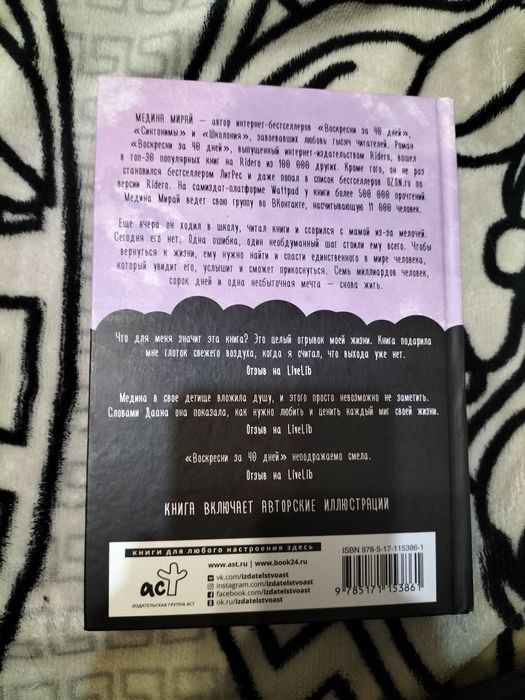 МЕДИНА МИРАЙ – автор интернет-бестселлеров «Воскресни за 40 дней»,
«Синтонимы» и «Школония», завоевавших любовь тысяч читателей. Роман
«Воскресни за 40 дней», выпущенный интернет-издательством Ridero, вошел
в топ-30 популярных книг на Ridero из 100 000 других. Кроме того, он не раз
становился бестселлером ЛитРес и даже попал в список бестселлеров OZON.ru по
версии Ridero. На самиздат-платформе Wattpad у книги более 500 000 прочтений.
Медина Мирай ведет свою группу во ВКонтакте, насчитывающую 11 000 человек.
Еще вчера он ходил в школу, читал книги и ссорился с мамой из-за мелочей.
Сегодня его нет. Одна ошибка, один необдуманный шаг стоили ему всего. Чтобы
вернуться к жизни, ему нужно найти и спасти единственного в мире человека,
который увидит его, услышит и сможет прикоснуться. Семь миллиардов человек,
сорок дней и одна несбыточная мечта – снова жить.
Что для меня значит эта книга? Это целый отрывок моей жизни. Книга подарила
мне глоток свежего воздуха, когда я считал, что выхода уже нет.
Отзыв на LiveLib
Медина в свое детище вложила душу, и этого просто невозможно не заметить.
Словами Даана она показала, как нужно любить и ценить каждый миг своей жизни.
Отзыв на LiveLib
«Воскресни за 40 дней» неподражаемо смела.
Отзыв на LiveLib
КНИГА ВКЛЮЧАЕТ АВТОРСКИЕ ИЛЛЮСТРАЦИИ
книги для любого настроения здесь
www.ast.ru | www.book24.ru
vk.com/izdatelstvoast
instagram.com/izdatelstvoast
facebook.com/izdatelstvoast
ok.ru/izdatelstvoast
аст
ИЗДАТЕЛЬСКАЯ ГРУППА АСТ
ISBN 978-5-17-115386-1
9 785171 153861